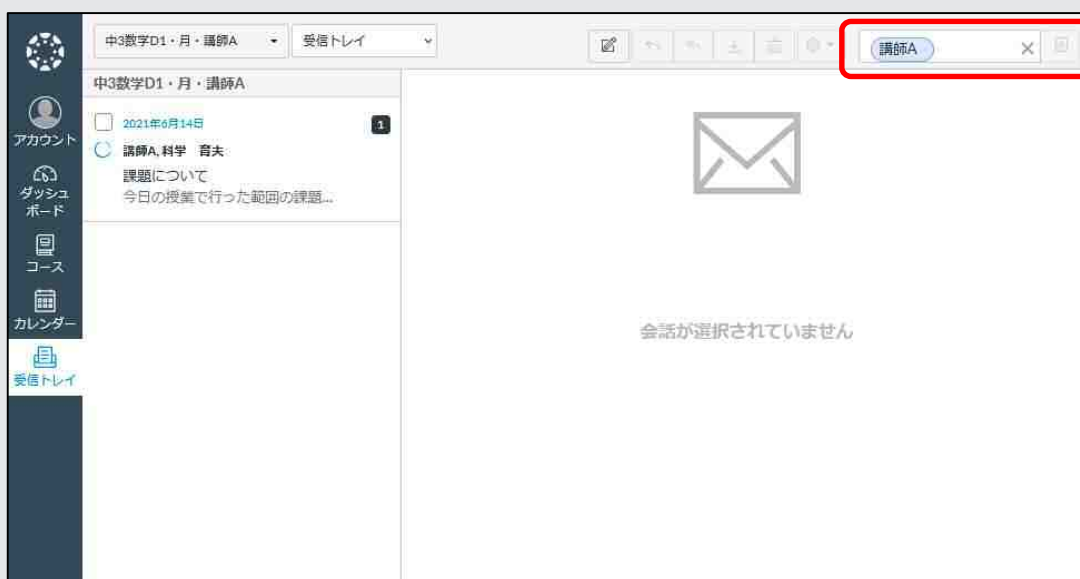 中3数学D1・月・講師A
受信トレイ
講師A
中3数学D1・月・講師A
2021年6月14日
1
講師A, 科学 育夫
課題について
今日の授業で行った範囲の課題...
アカウント
ダッシュ
ボード
コース
カレンダー
受信トレイ
会話が選択されていません